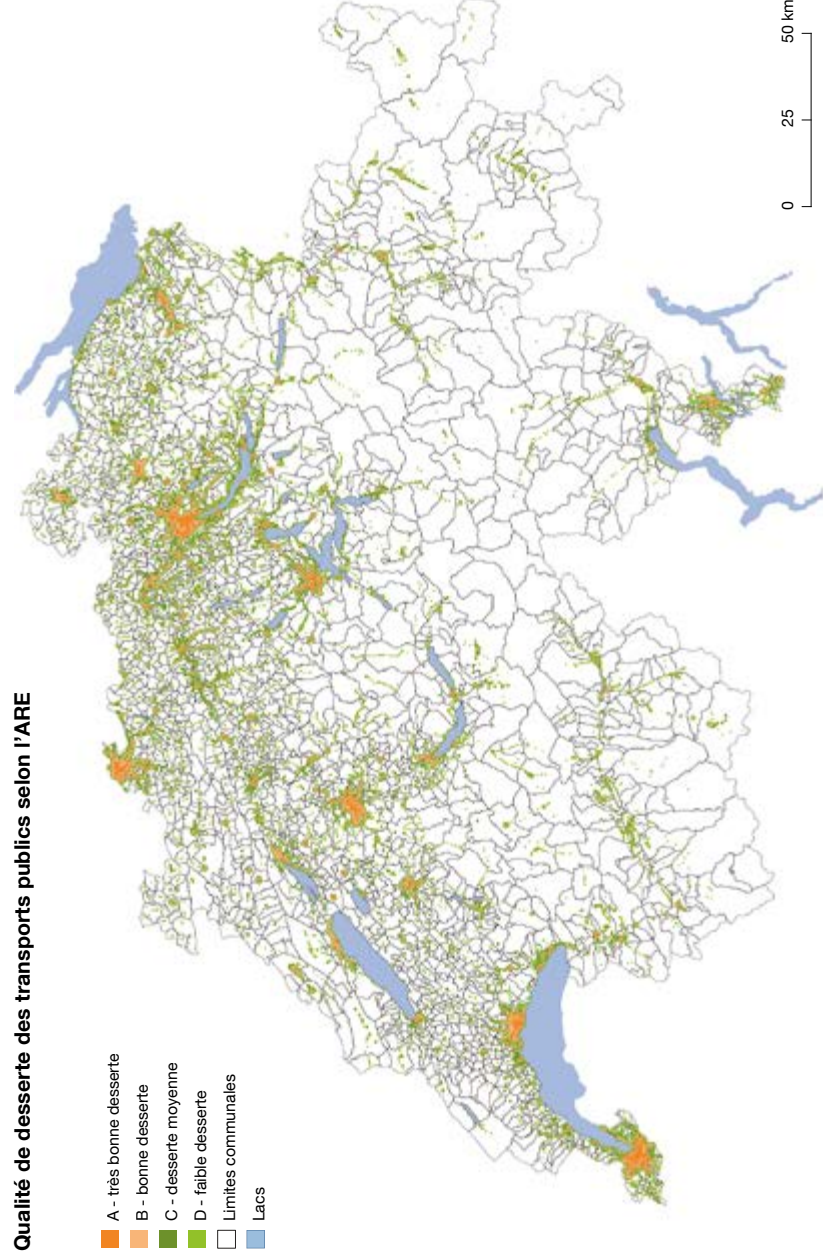 Qualité de desserte des transports publics selon l'ARE
A - très bonne desserte
B - bonne desserte
C - desserte moyenne
D - faible desserte
Limites communales
Lacs
0 25 50 km